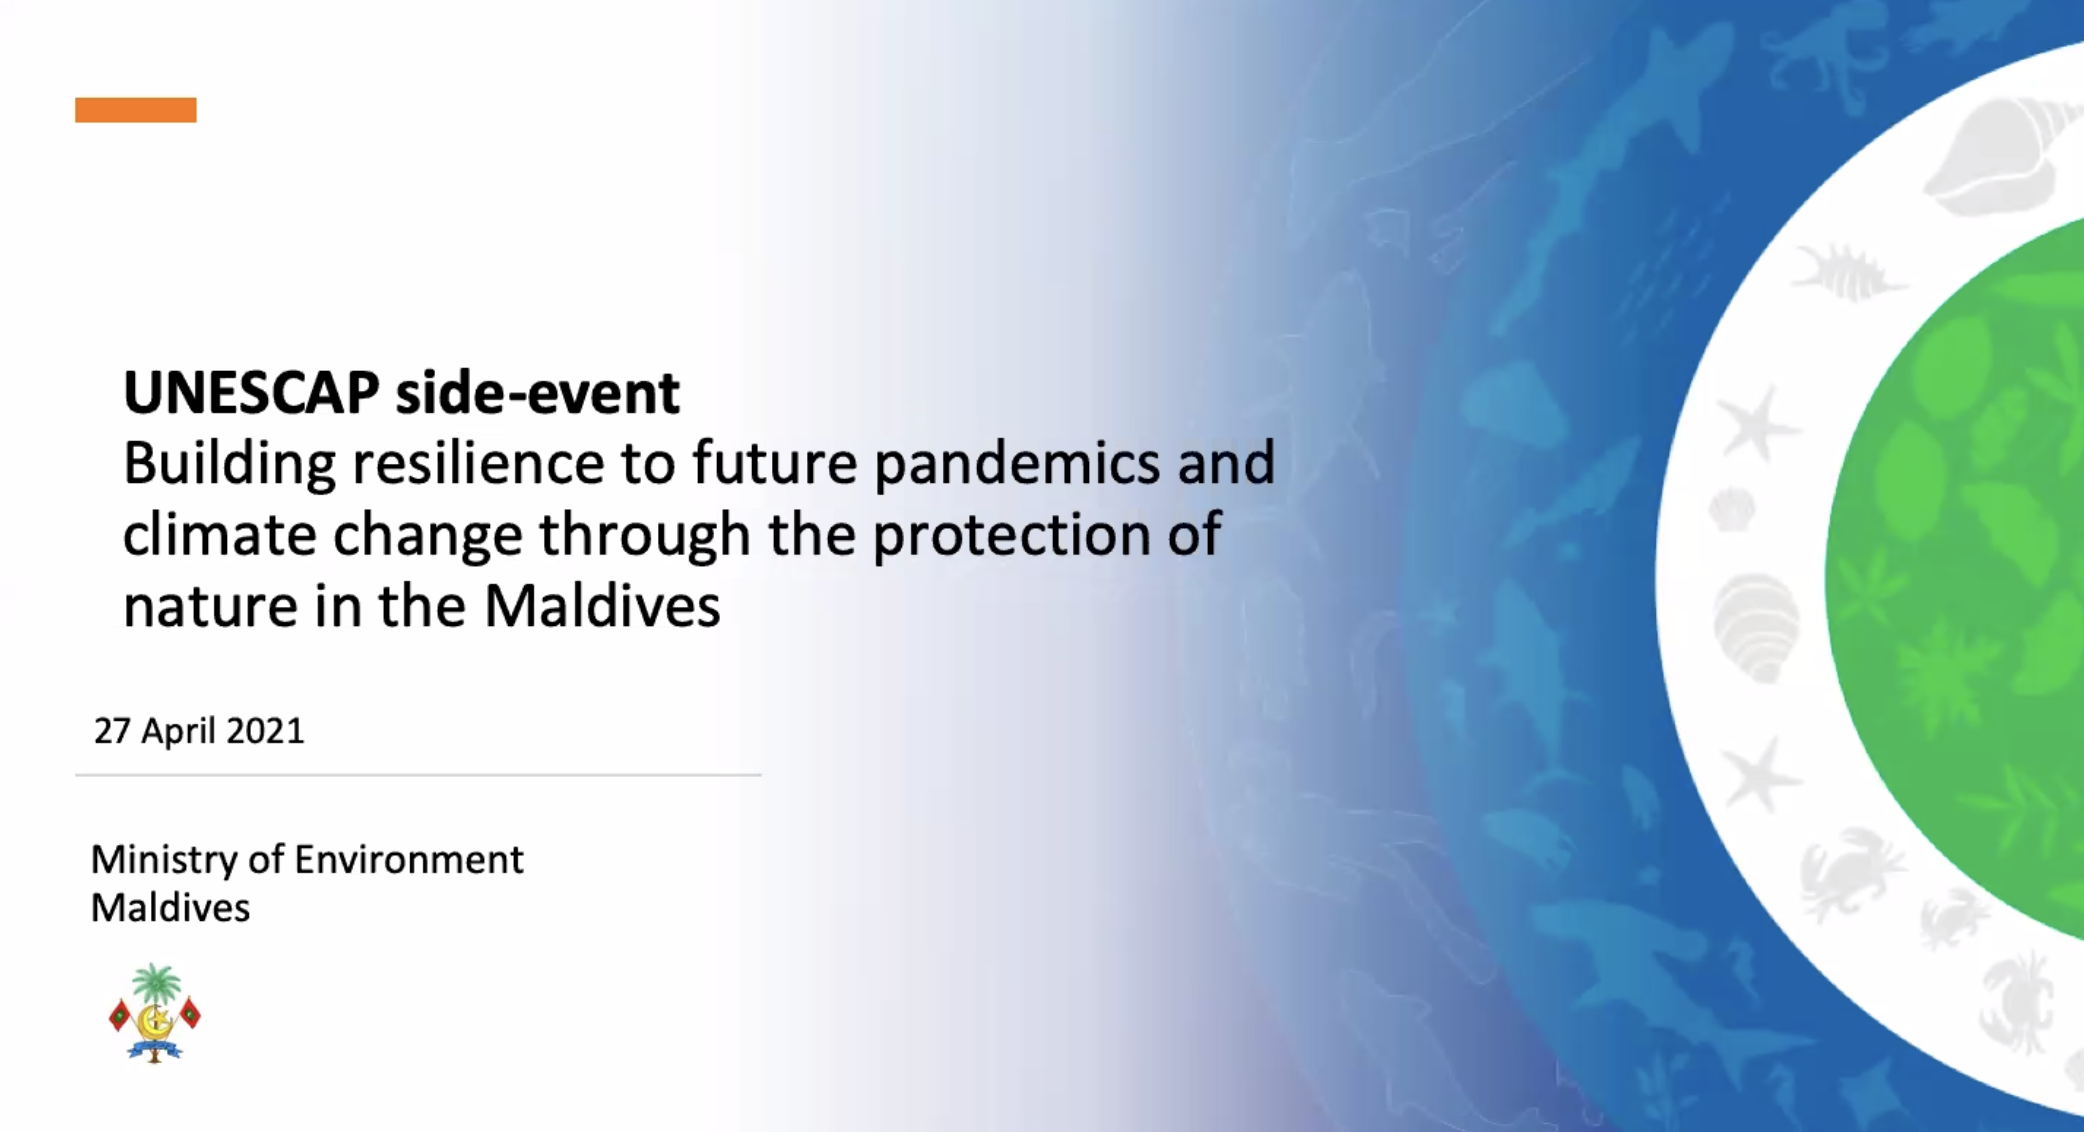 UNESCAP side-event
Building resilience to future pandemics and
climate change through the protection of
nature in the Maldives
27 April 2021
Ministry of Environment
Maldives